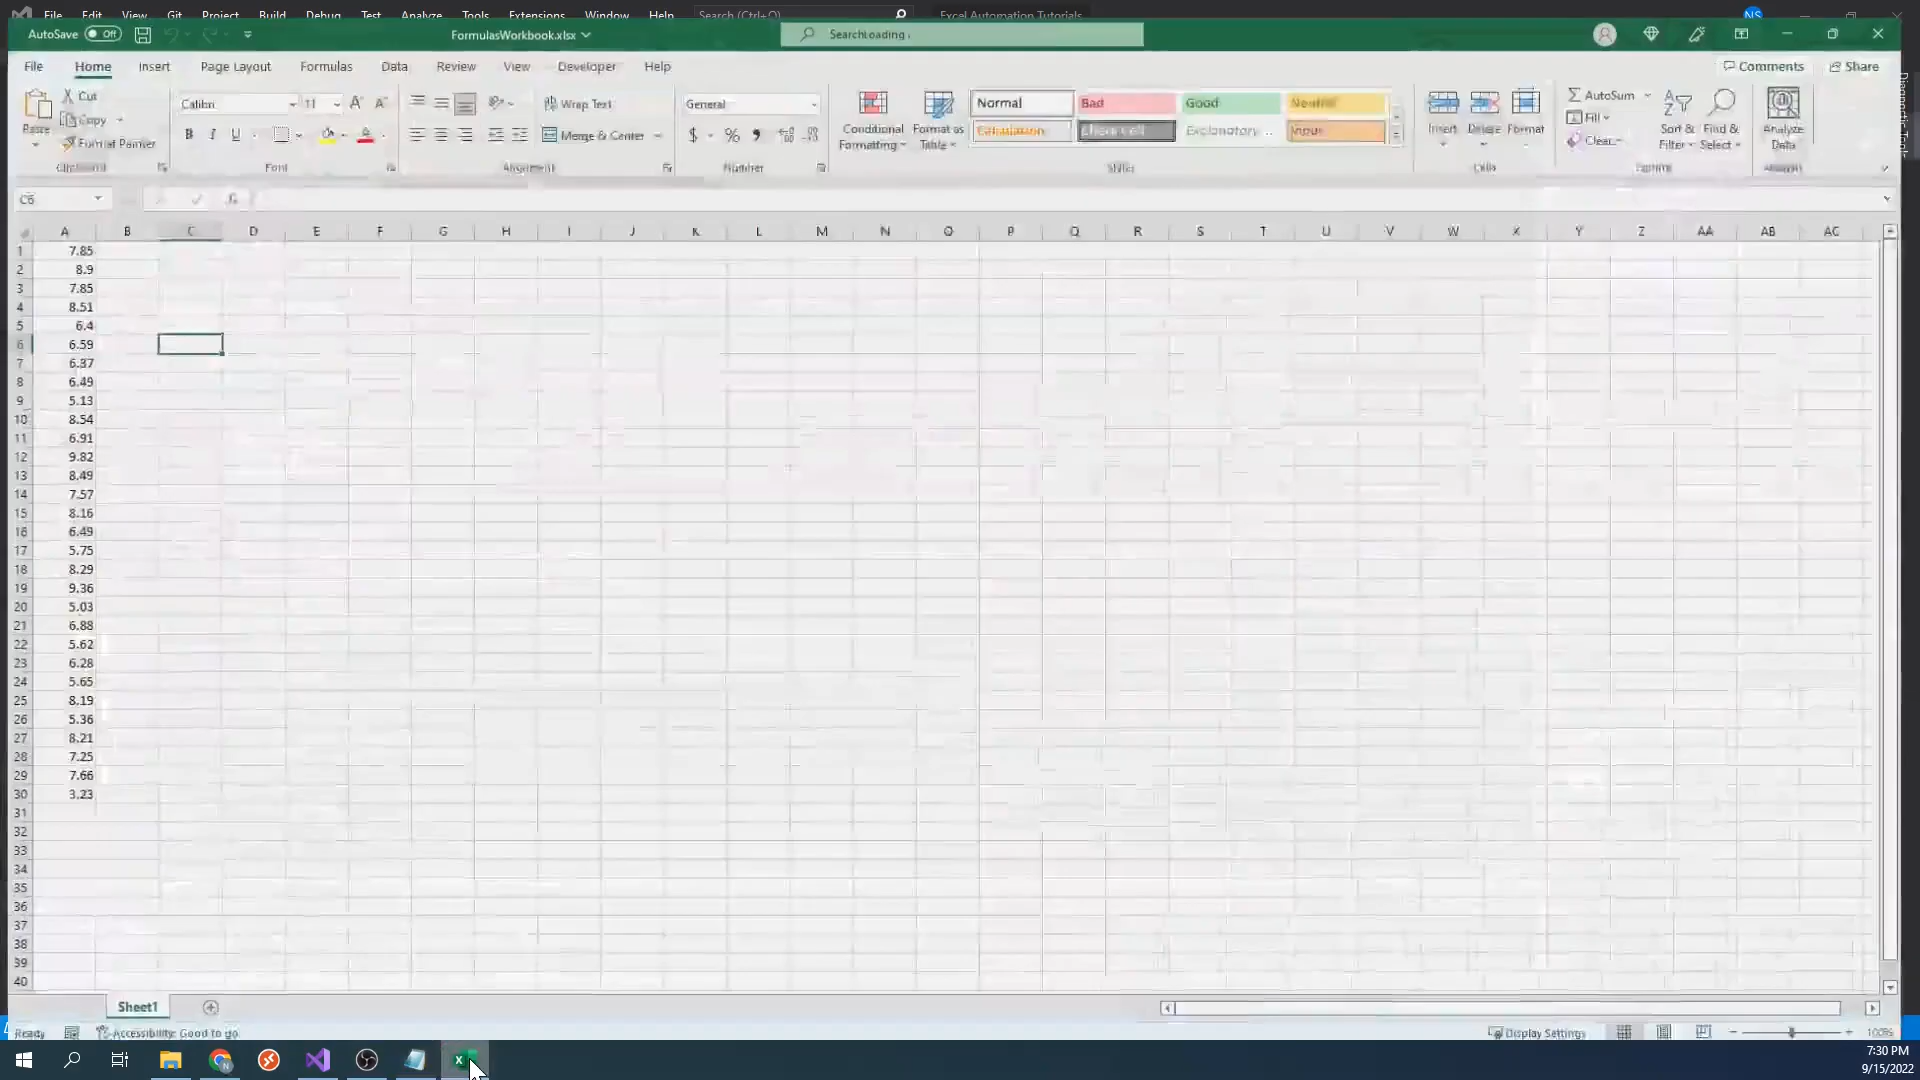 File Edit View Git Project Build Debug Test Analyze Tools Extensions Window Help Search (Ctrl+Q) Excel Automation Tutorials NS
AutoSave Off FormulasWorkbook.xlsx
File Home Insert Page Layout Formulas Data Review View Developer Help Comments Share
Paste Cut Copy Format Painter
Clipboard
Calibri 11
B I U
Font
Wrap Text
Merge & Center
Alignment
General
$ %
Number
Conditional Formatting Format as Table
Normal Bad Good Neutral
Calculation Check Cell Explanatory ... Input
Styles
Insert Delete Format
Cells
AutoSum
Fill
Clear
Sort & Filter Find & Select
Analyze Data
C6 fx
A B C D E F G H I J K L M N O P Q R S T U V W X Y Z AA AB AC
1 7.85
2 8.9
3 7.85
4 8.51
5 6.4
6 6.59
7 6.37
8 6.49
9 5.13
10 8.54
11 6.91
12 9.82
13 8.49
14 7.57
15 8.16
16 6.49
17 5.75
18 8.29
19 9.36
20 5.03
21 6.88
22 5.62
23 6.28
24 5.65
25 8.19
26 5.36
27 8.21
28 7.25
29 7.66
30 3.23
31
32
33
34
35
36
37
38
39
40
Sheet1
Ready Accessibility: Good to go Display Settings 100%
7:30 PM
9/15/2022